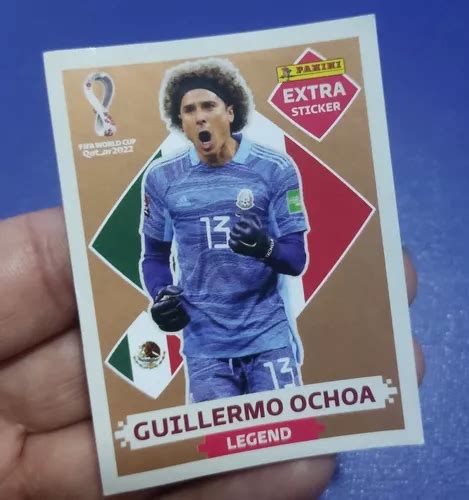 PANINI
EXTRA
STICKER
FIFA WORLD CUP
Qatar2022
13
13
GUILLERMO OCHOA
LEGEND